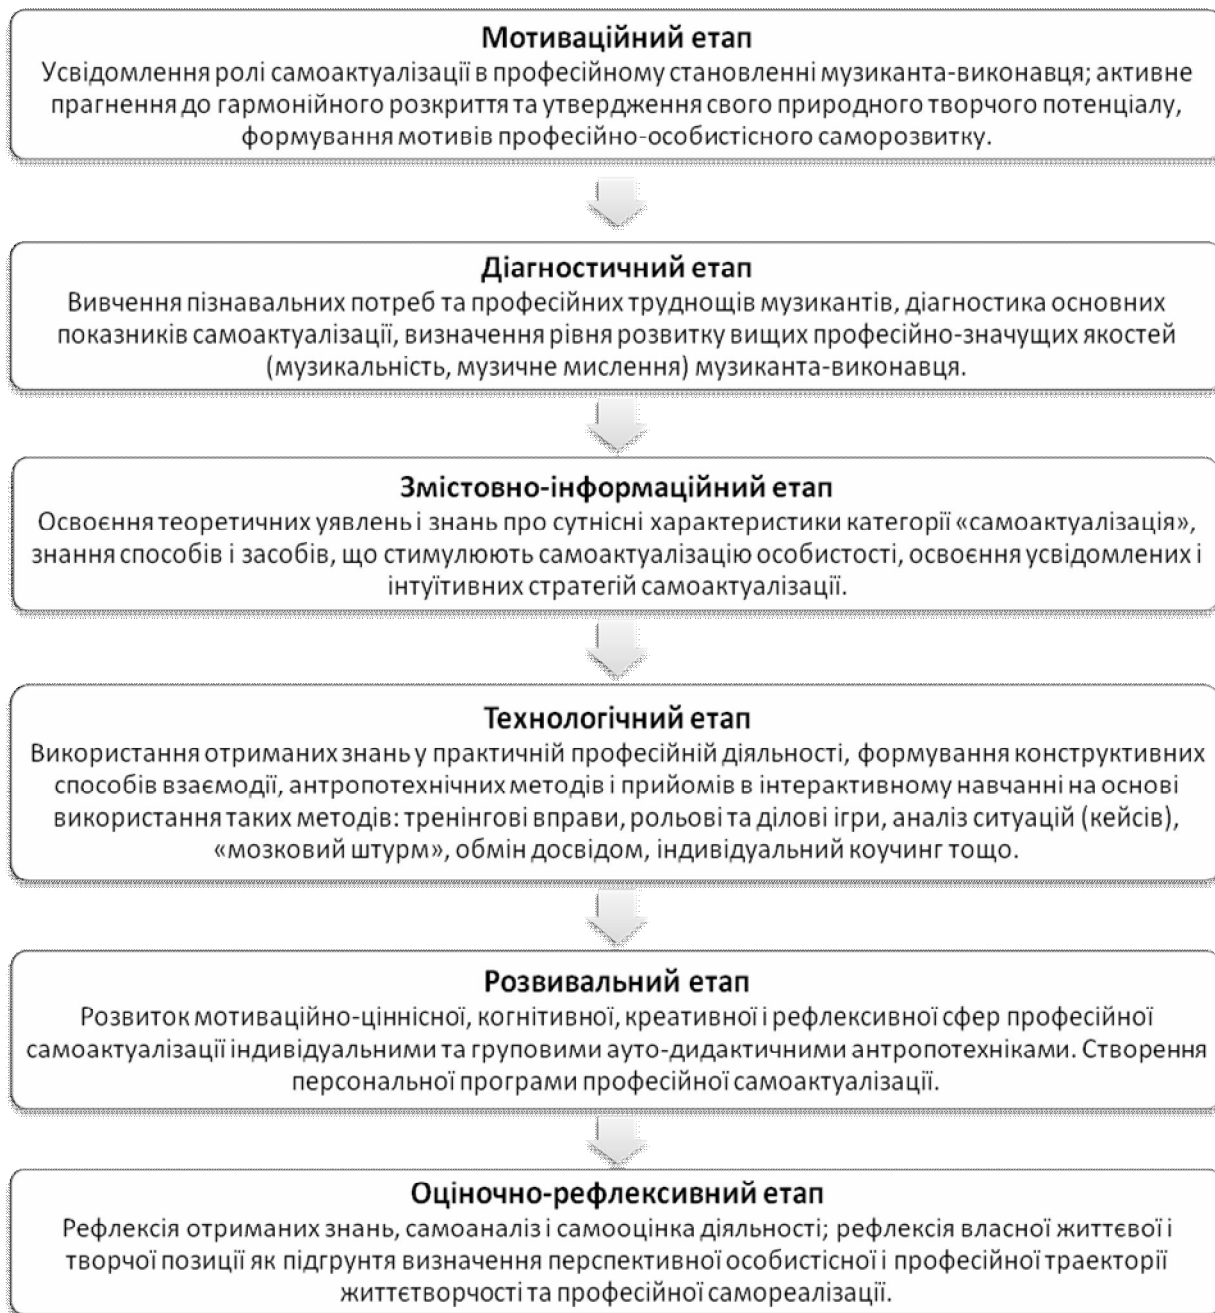 Мотиваційний етап
Усвідомлення ролі самоактуалізації в професійному становленні музиканта-виконавця; активне
прагнення до гармонійного розкриття та утвердження свого природного творчого потенціалу,
формування мотивів професійно-особистісного саморозвитку.
Діагностичний етап
Вивчення пізнавальних потреб та професійних труднощів музикантів, діагностика основних
показників самоактуалізації, визначення рівня розвитку вищих професійно-значущих якостей
(музикальність, музичне мислення) музиканта-виконавця.
Змістовно-інформаційний етап
Освоєння теоретичних уявлень і знань про сутнісні характеристики категорії «самоактуалізація»,
знання способів і засобів, що стимулюють самоактуалізацію особистості, освоєння усвідомлених і
інтуїтивних стратегій самоактуалізації.
Технологічний етап
Використання отриманих знань у практичній професійній діяльності, формування конструктивних
способів взаємодії, антропотехнічних методів і прийомів в інтерактивному навчанні на основі
використання таких методів: тренінгові вправи, рольові та ділові ігри, аналіз ситуацій (кейсів),
«мозковий штурм», обмін досвідом, індивідуальний коучинг тощо.
Розвивальний етап
Розвиток мотиваційно-ціннісної, когнітивної, креативної і рефлексивної сфер професійної
самоактуалізації індивідуальними та груповими ауто-дидактичними антропотехніками. Створення
персональної програми професійної самоактуалізації.
Оціночно-рефлексивний етап
Рефлексія отриманих знань, самоаналіз і самооцінка діяльності; рефлексія власної життєвої і
творчої позиції як підґрунтя визначення перспективної особистісної і професійної траекторії
життєтворчості та професійної самореалізації.